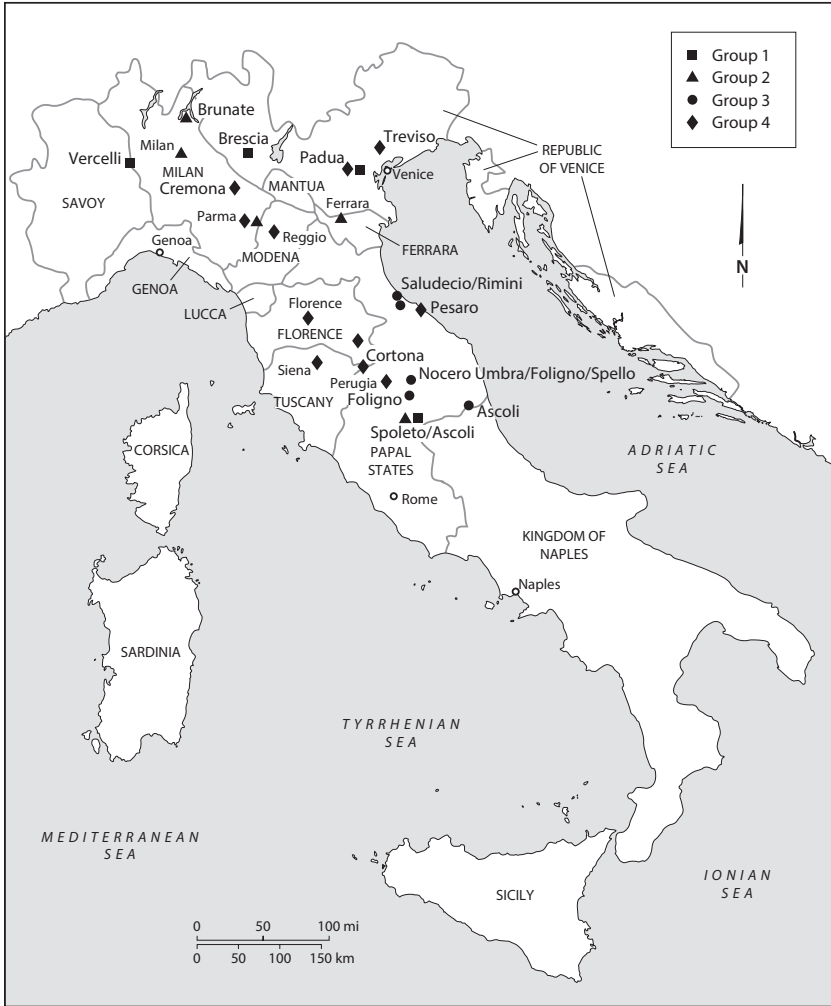 Group 1
Group 2
Group 3
Group 4
Brunate
Treviso
Milan
Brescia
REPUBLIC
OF VENICE
Vercelli
Padua
MILAN
Venice
Cremona
MANTUA
SAVOY
Ferrara
Parma
Reggio
Genoa
MODENA
FERRARA
N
GENOA
Saludecio/Rimini
LUCCA
Florence
Pesaro
FLORENCE
Cortona
Siena
Nocero Umbra/Foligno/Spello
Perugia
Foligno
TUSCANY
Ascoli
Spoleto/Ascoli
CORSICA
PAPAL
STATES
ADRIATIC
SEA
Rome
KINGDOM OF
NAPLES
Naples
SARDINIA
TYRRHENIAN
SEA
MEDITERRANEAN
SEA
IONIAN
SEA
SICILY
0 50 100 mi
0 50 100 150 km